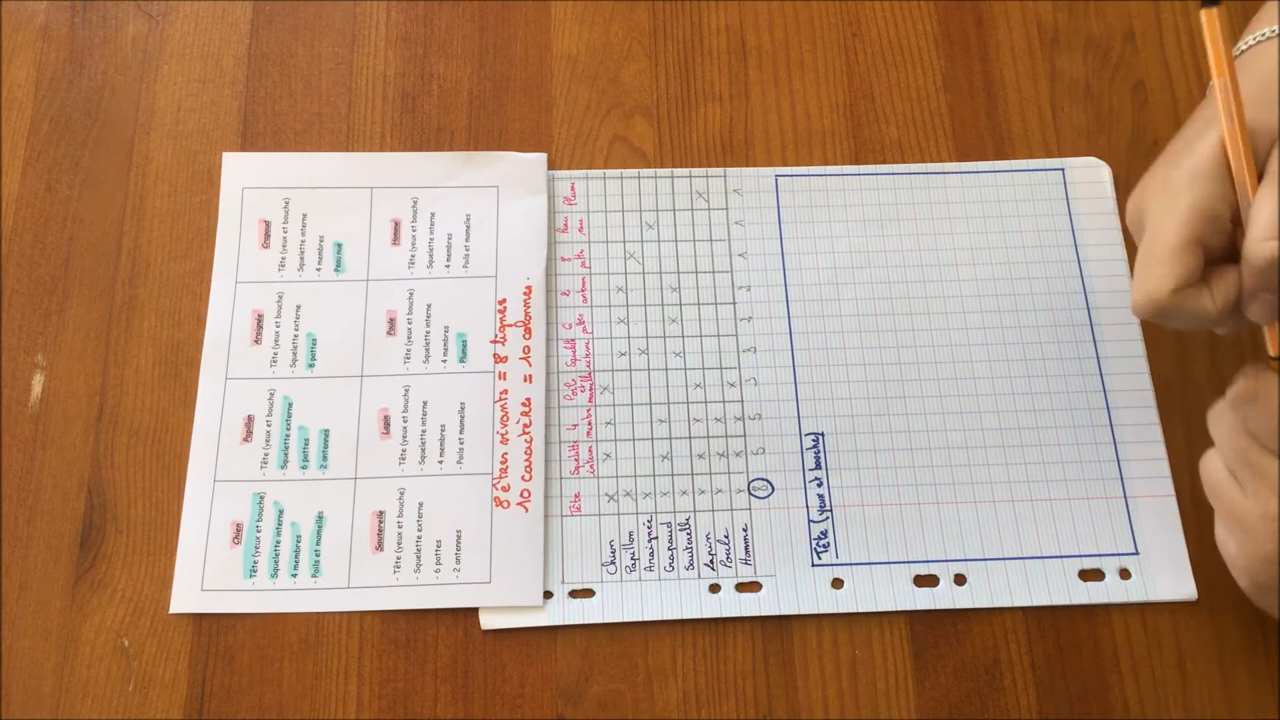 Chien
- Tête (yeux et bouche)
- Squelette interne
- 4 membres
- Poils et mamelles
Papillon
- Tête (yeux et bouche)
- Squelette externe
- 6 pattes
- 2 antennes
Araignée
- Tête (yeux et bouche)
- Squelette externe
- 8 pattes
Crapaud
- Tête (yeux et bouche)
- Squelette interne
- 4 membres
- Peau nue
Sauterelle
- Tête (yeux et bouche)
- Squelette externe
- 6 pattes
- 2 antennes
Lapin
- Tête (yeux et bouche)
- Squelette interne
- 4 membres
- Poils et mamelles
Poule
- Tête (yeux et bouche)
- Squelette interne
- 4 membres
- Plumes
Homme
- Tête (yeux et bouche)
- Squelette interne
- 4 membres
- Poils et mamelles
8 êtres vivants = 8 lignes
10 caractères = 10 colonnes.
Tête Squelette 4 Poils Squelette 6 2 8 Peau Plumes
interne membres et mamelles externe pattes antennes pattes nue
Chien X X X X
Papillon X X X X
Araignée X X X
Crapaud X X X X
Sauterelle X X X X
Lapin X X X X
Poule X X X X
Homme X X X X
8 5 5 3 3 2 2 1 1 1
Tête (yeux et bouche)